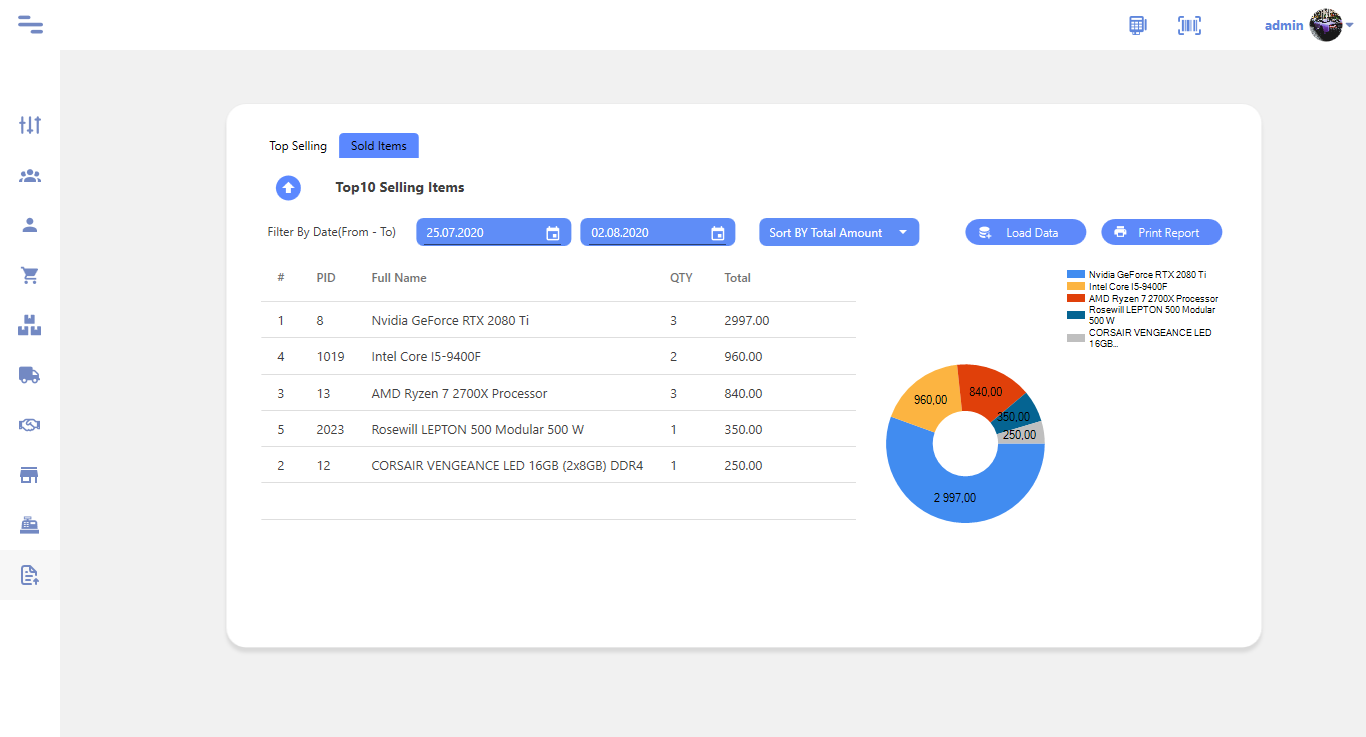 admin
Top Selling
Sold Items
Top10 Selling Items
Filter By Date(From - To)
25.07.2020
02.08.2020
Sort BY Total Amount
Load Data
Print Report
# PID Full Name QTY Total
1 8 Nvidia GeForce RTX 2080 Ti 3 2997.00
4 1019 Intel Core I5-9400F 2 960.00
3 13 AMD Ryzen 7 2700X Processor 3 840.00
5 2023 Rosewill LEPTON 500 Modular 500 W 1 350.00
2 12 CORSAIR VENGEANCE LED 16GB (2x8GB) DDR4 1 250.00
Nvidia GeForce RTX 2080 Ti
Intel Core I5-9400F
AMD Ryzen 7 2700X Processor
Rosewill LEPTON 500 Modular
500 W
CORSAIR VENGEANCE LED
16GB..
960,00
840,00
350,00
250,00
2 997,00